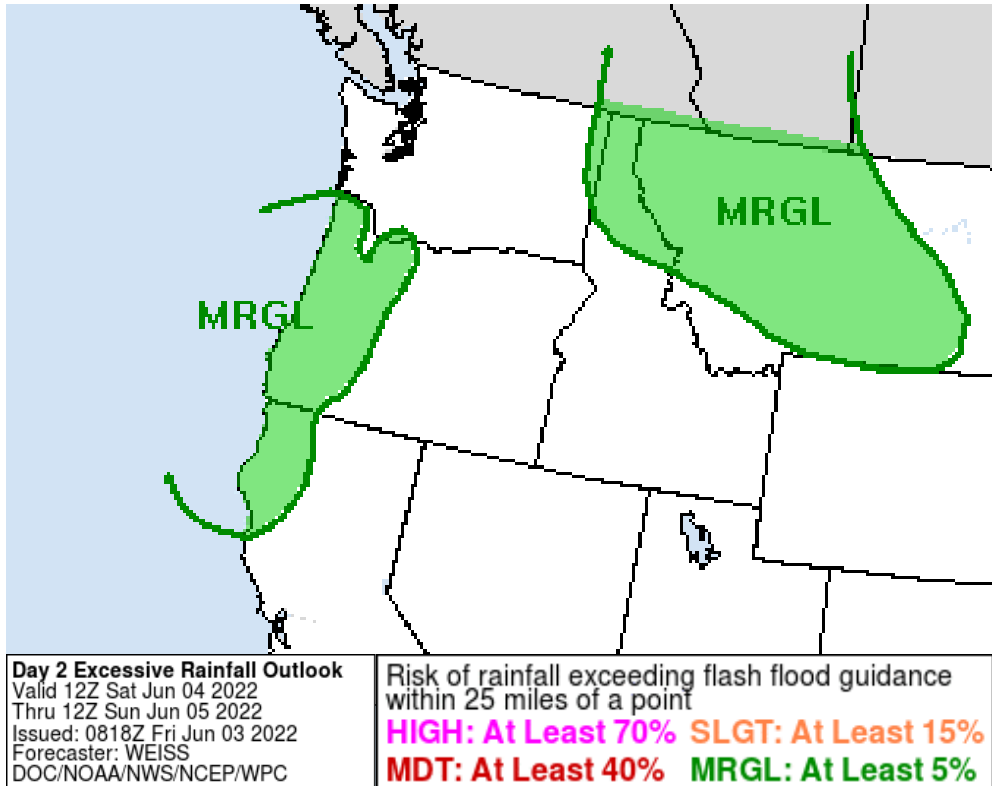 MRGL
MRGL
Day 2 Excessive Rainfall Outlook
Valid 12Z Sat Jun 04 2022
Thru 12Z Sun Jun 05 2022
Issued: 0818Z Fri Jun 03 2022
Forecaster: WEISS
DOC/NOAA/NWS/NCEP/WPC
Risk of rainfall exceeding flash flood guidance
within 25 miles of a point
HIGH: At Least 70% SLGT: At Least 15%
MDT: At Least 40% MRGL: At Least 5%